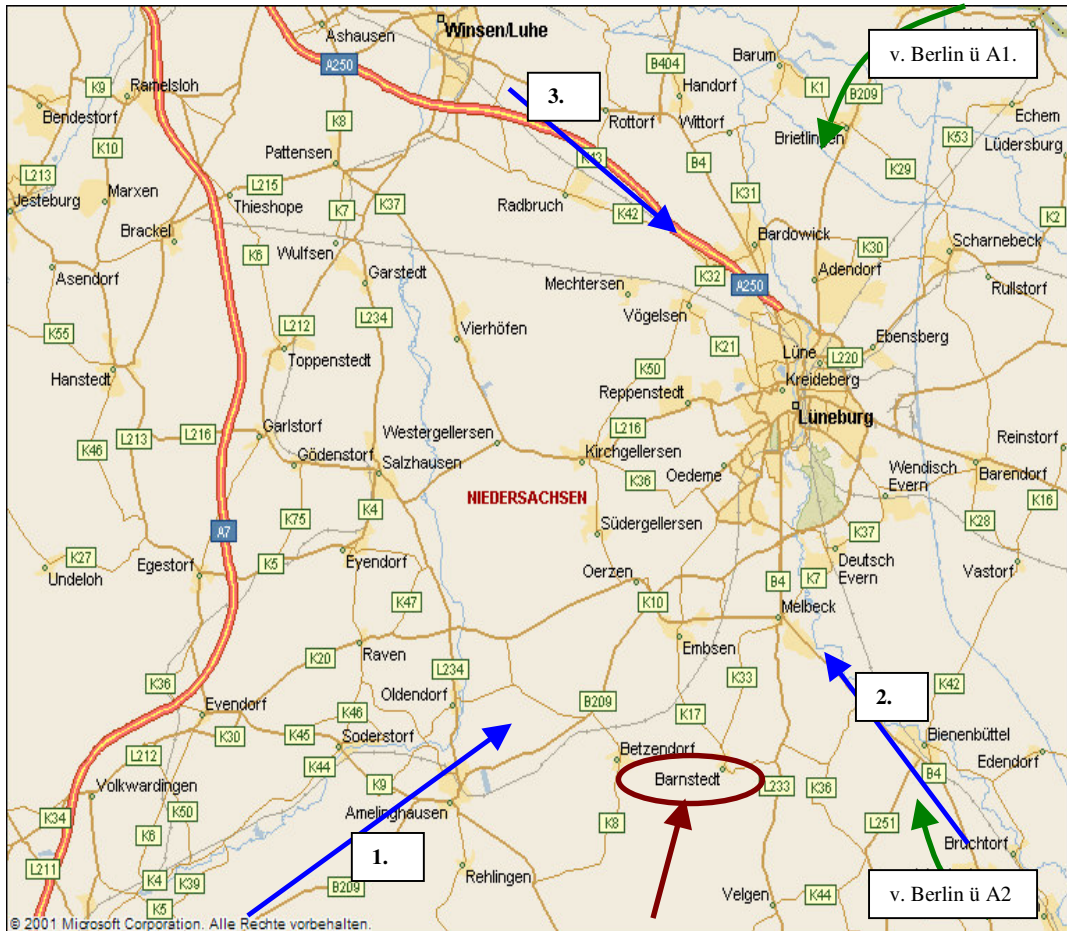 Ashausen
Winsen/Luhe
v. Berlin ü A1.
A250
B404
Barum
K9
Ramelsloh
Handorf
K1
B209
Bendestorf
3.
Rottorf
Wittorf
Echem
K8
Brietlingen
K53
K10
Pattensen
K43
B4
Lüdersburg
L213
L215
K29
Jesteburg
Marxen
Thieshope
K37
Radbruch
K31
K7
K42
K2
Brackel
Wulfsen
Bardowick
K30
Scharnebeck
K6
Asendorf
Garstedt
K32
Adendorf
Mechtersen
A250
Rullstorf
L234
Vögelsen
K55
L212
Vierhöfen
Toppenstedt
K21
Ebensberg
Lüne
L220
Hanstedt
K50
Kreideberg
Reppenstedt
Lüneburg
L213
L216
Garlstorf
Westergellersen
L216
Reinstorf
K46
Gödenstorf
Salzhausen
Kirchgellersen
Oedeme
Wendisch
Evern
Barendorf
K36
NIEDERSACHSEN
K16
K4
K75
Südergellersen
K28
A7
K37
K27
Egestorf
K5
Eyendorf
Deutsch
Evern
Undeloh
Oerzen
Vastorf
B4
K7
K47
K10
Melbeck
Embsen
K20
Raven
K33
K36
L234
2.
K42
Oldendorf
B209
Evendorf
K46
K17
K30
K45
Soderstorf
Bienenbüttel
L212
Betzendorf
Edendorf
K44
Barnstedt
B4
K9
L233
K36
Volkwardingen
Amelinghausen
K50
K34
K8
L251
K6
Bruchtorf
1.
L211
Rehlingen
K4
K39
B209
Velgen
K44
v. Berlin ü A2
K5
© 2001 Microsoft Corporation. Alle Rechte vorbehalten.